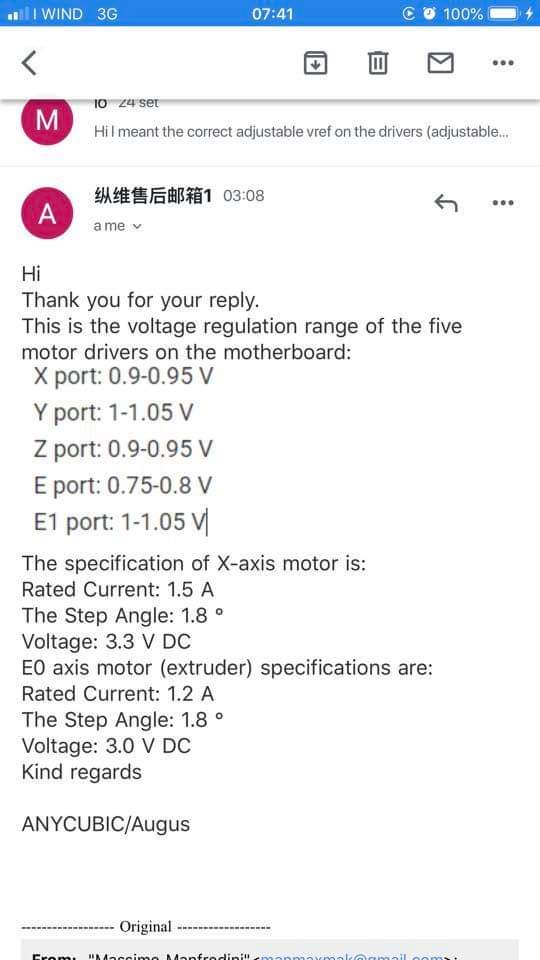 I WIND 3G 07:41 100%
M
io 24 set
Hi I meant the correct adjustable vref on the drivers (adjustable...
A
纵维售后邮箱1 03:08
a me
Hi
Thank you for your reply.
This is the voltage regulation range of the five
motor drivers on the motherboard:
X port: 0.9-0.95 V
Y port: 1-1.05 V
Z port: 0.9-0.95 V
E port: 0.75-0.8 V
E1 port: 1-1.05 V
The specification of X-axis motor is:
Rated Current: 1.5 A
The Step Angle: 1.8 °
Voltage: 3.3 V DC
E0 axis motor (extruder) specifications are:
Rated Current: 1.2 A
The Step Angle: 1.8 °
Voltage: 3.0 V DC
Kind regards
ANYCUBIC/Augus
------------------ Original ------------------
From: "Massimo Manfredini"<manmaxmak@gmail.com>;